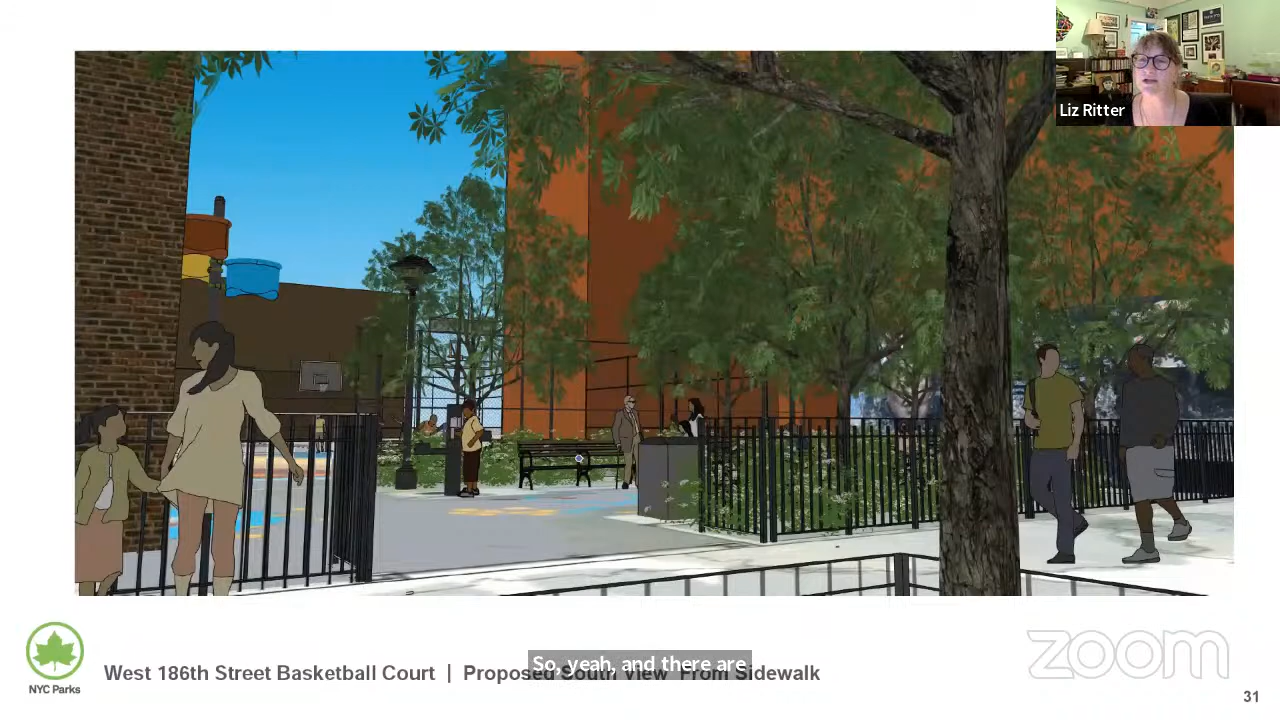 Liz Ritter
NYC Parks
West 186th Street Basketball Court | Proposed South View From Sidewalk
So, yeah, and there are
zoom
31